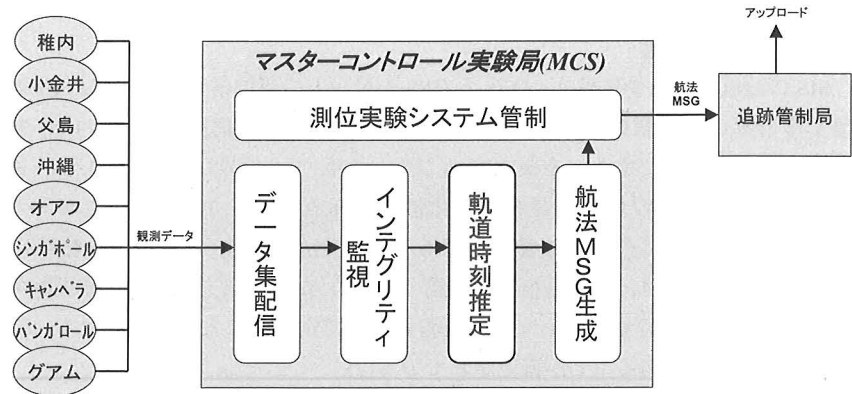 稚内
小金井
父島
沖縄
オアフ
シンガポール
キャンベラ
バンガロール
グアム
観測データ
マスターコントロール実験局(MCS)
測位実験システム管制
データ集配信
インテグリティ
監視
軌道時刻推定
航法MSG生成
航法
MSG
アップロード
追跡管制局